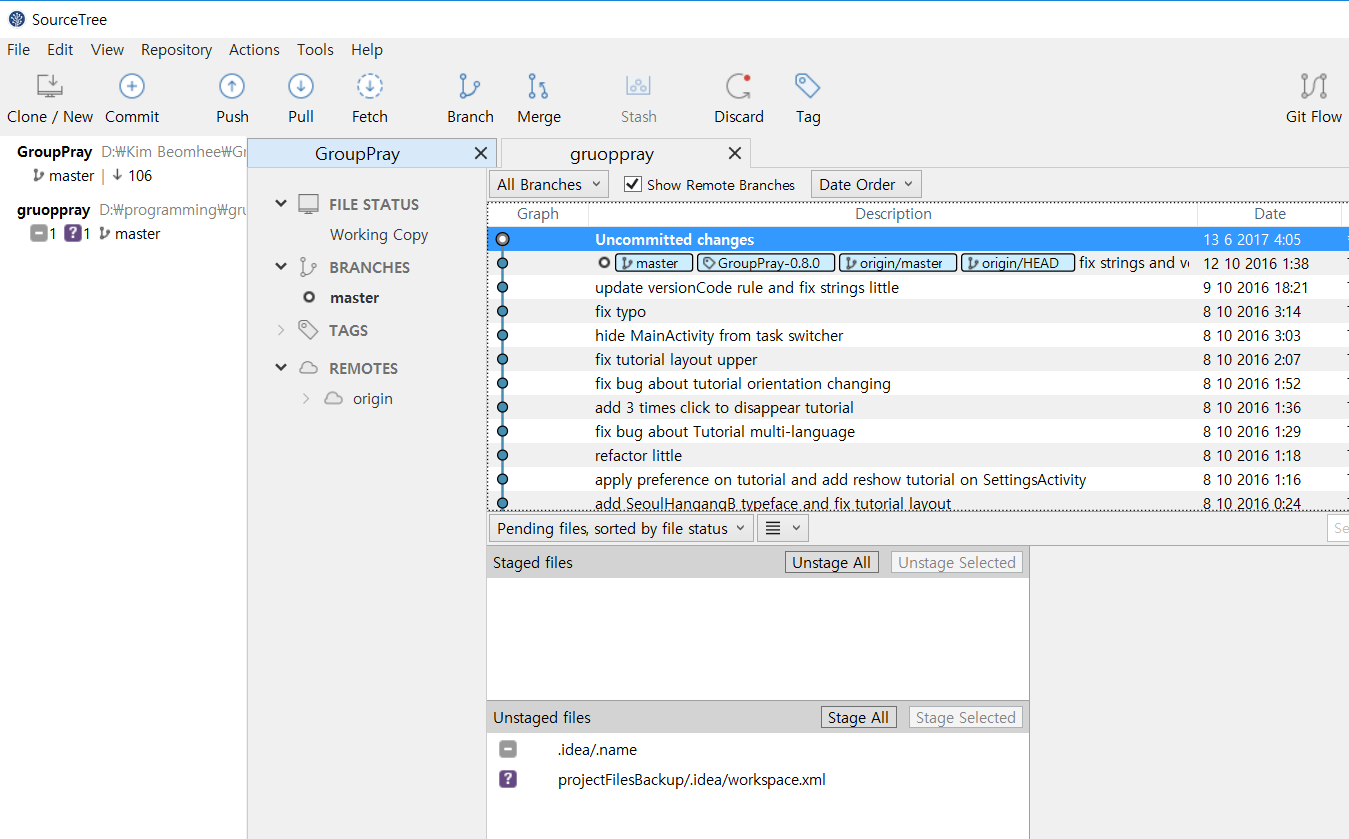 SourceTree
File Edit View Repository Actions Tools Help
Clone / New Commit Push Pull Fetch Branch Merge Stash Discard Tag Git Flow
GroupPray D:₩Kim Beomhee₩Gr
master | 106
gruoppray D:₩programming₩gru
1 ? 1 master
GroupPray
gruoppray
FILE STATUS
Working Copy
BRANCHES
master
TAGS
REMOTES
origin
All Branches Show Remote Branches Date Order
Graph Description Date
Uncommitted changes 13 6 2017 4:05
master GroupPray-0.8.0 origin/master origin/HEAD fix strings and ve 12 10 2016 1:38
update versionCode rule and fix strings little 9 10 2016 18:21
fix typo 8 10 2016 3:14
hide MainActivity from task switcher 8 10 2016 3:03
fix tutorial layout upper 8 10 2016 2:07
fix bug about tutorial orientation changing 8 10 2016 1:52
add 3 times click to disappear tutorial 8 10 2016 1:36
fix bug about Tutorial multi-language 8 10 2016 1:29
refactor little 8 10 2016 1:18
apply preference on tutorial and add reshow tutorial on SettingsActivity 8 10 2016 1:16
add SeoulHangangB typeface and fix tutorial layout 8 10 2016 0:24
Pending files, sorted by file status Se
Staged files Unstage All Unstage Selected
Unstaged files Stage All Stage Selected
.idea/.name
? projectFilesBackup/.idea/workspace.xml